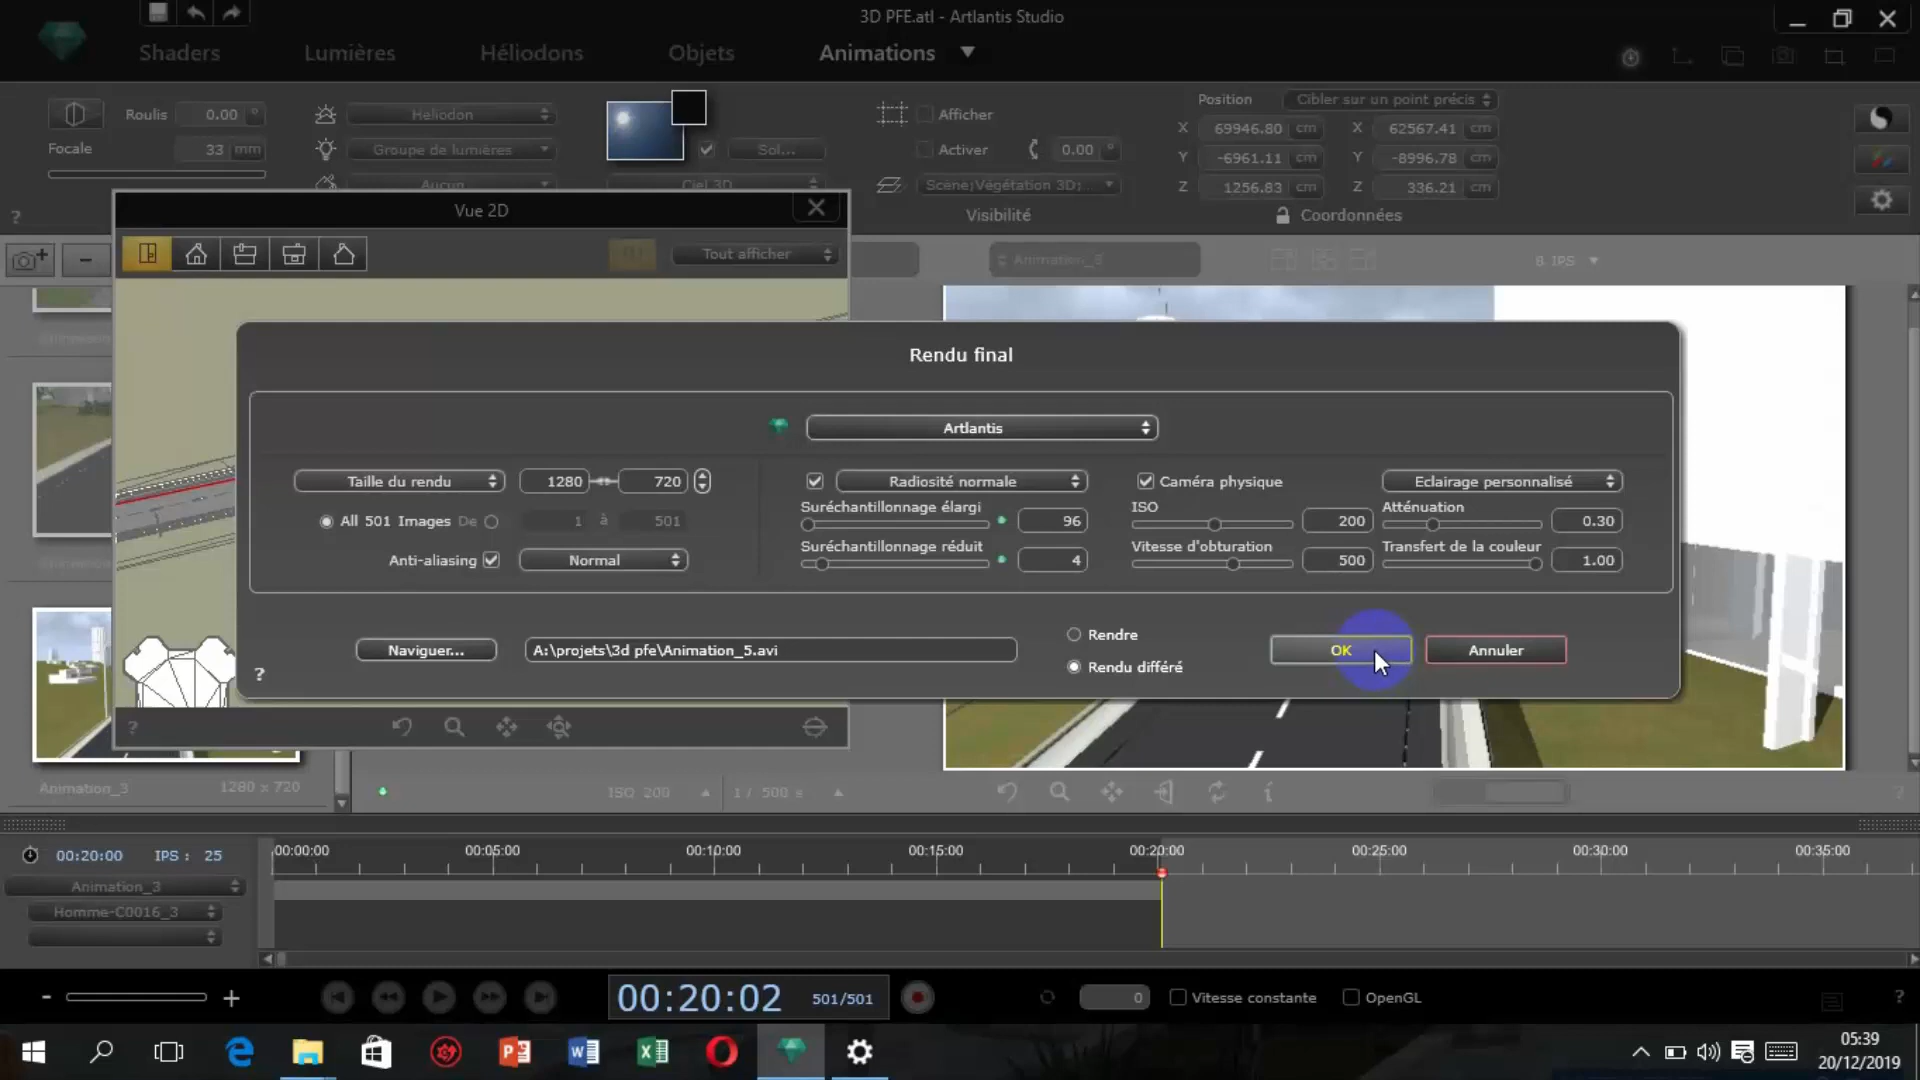 3D PFE.atl - Artlantis Studio
Shaders Lumières Héliodons Objets Animations
Roulis 0.00 °
Focale 33 mm
Heliodon
Groupe de lumières
Aucun
Sol...
Ciel 3D
Afficher
Activer 0.00 °
Scene;Végétation 3D;
Visibilité
Position Cibler sur un point précis
X 69946.80 cm X 62567.41 cm
Y -6961.11 cm Y -8996.78 cm
Z 1256.83 cm Z 336.21 cm
Coordonnées
?
Vue 2D
Tout afficher
Animation_3
8 IPS
Rendu final
Artlantis
Taille du rendu 1280 720
All 501 Images De 1 à 501
Anti-aliasing Normal
Radiosité normale
Suréchantillonnage élargi 96
Suréchantillonnage réduit 4
Caméra physique
ISO 200
Vitesse d'obturation 500
Eclairage personnalisé
Atténuation 0.30
Transfert de la couleur 1.00
Naviguer... A:\projets\3d pfe\Animation_5.avi
Rendre
Rendu différé
OK Annuler
?
?
Animation_3 1280 x 720
ISO 200 1 / 500 s
?
00:20:00 IPS : 25
00:00:00 00:05:00 00:10:00 00:15:00 00:20:00 00:25:00 00:30:00 00:35:00
Animation_3
Homme-C0016_3
- + 00:20:02 501/501 0 Vitesse constante OpenGL ?
05:39
20/12/2019